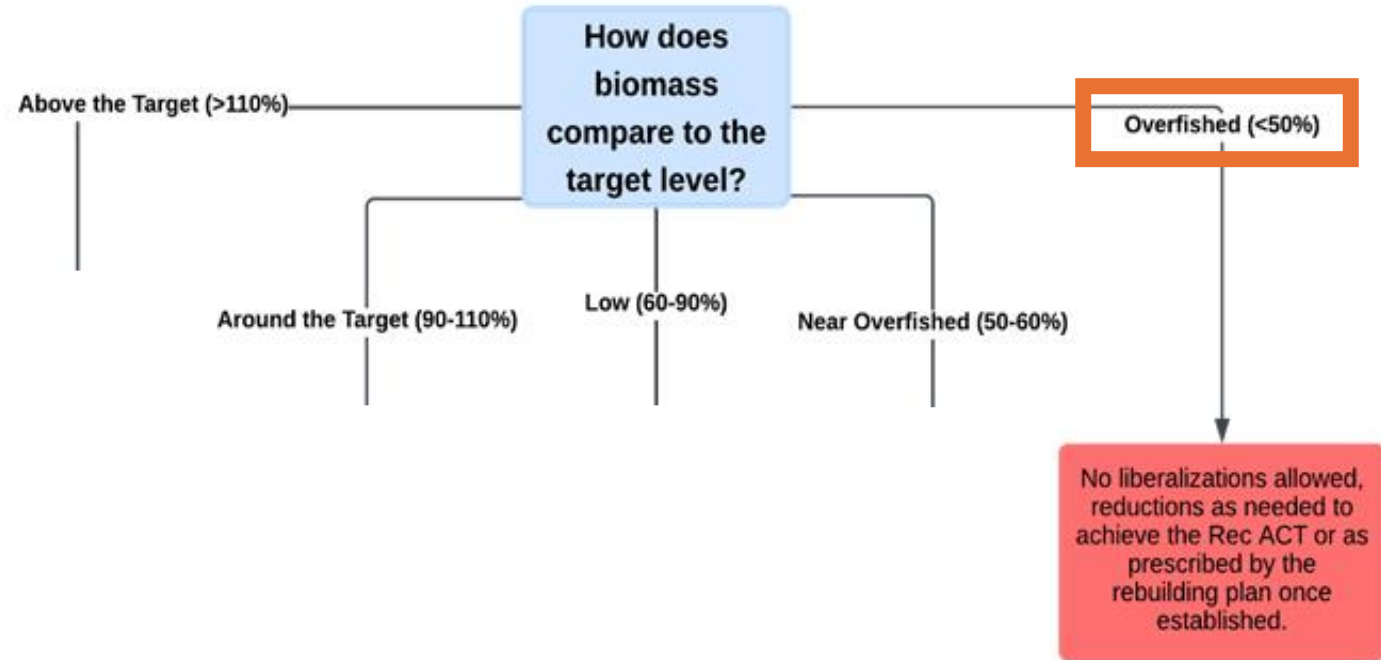 How does
biomass
compare to the
target level?
Above the Target (>110%)
Overfished (<50%)
Around the Target (90-110%)
Low (60-90%)
Near Overfished (50-60%)
No liberalizations allowed,
reductions as needed to
achieve the Rec ACT or as
prescribed by the
rebuilding plan once
established.